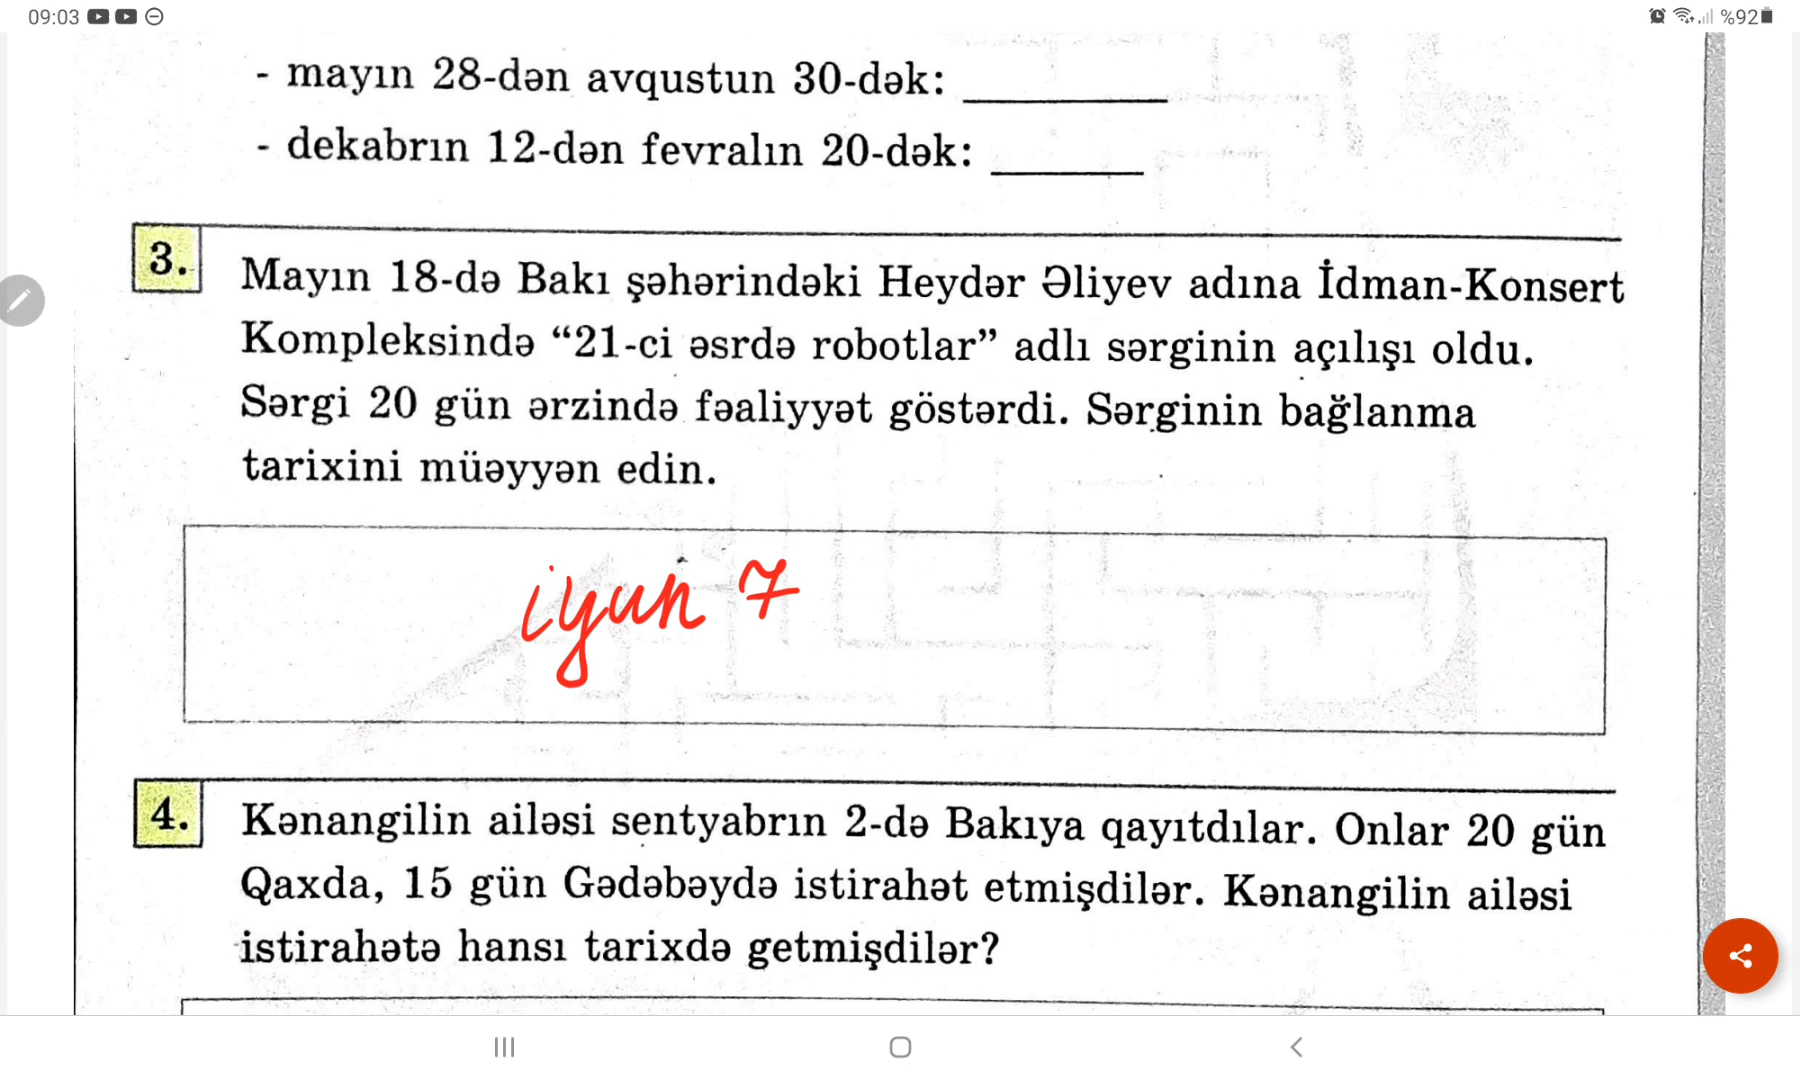 09:03
%92
- mayın 28-dən avqustun 30-dək: ________
- dekabrın 12-dən fevralın 20-dək: ______
3.
Mayın 18-də Bakı şəhərindəki Heydər Əliyev adına İdman-Konsert
Kompleksində “21-ci əsrdə robotlar” adlı sərginin açılışı oldu.
Sərgi 20 gün ərzində fəaliyyət göstərdi. Sərginin bağlanma
tarixini müəyyən edin.
iyun 7
4.
Kənangilin ailəsi sentyabrın 2-də Bakıya qayıtdılar. Onlar 20 gün
Qaxda, 15 gün Gədəbəydə istirahət etmişdilər. Kənangilin ailəsi
istirahətə hansı tarixdə getmişdilər?